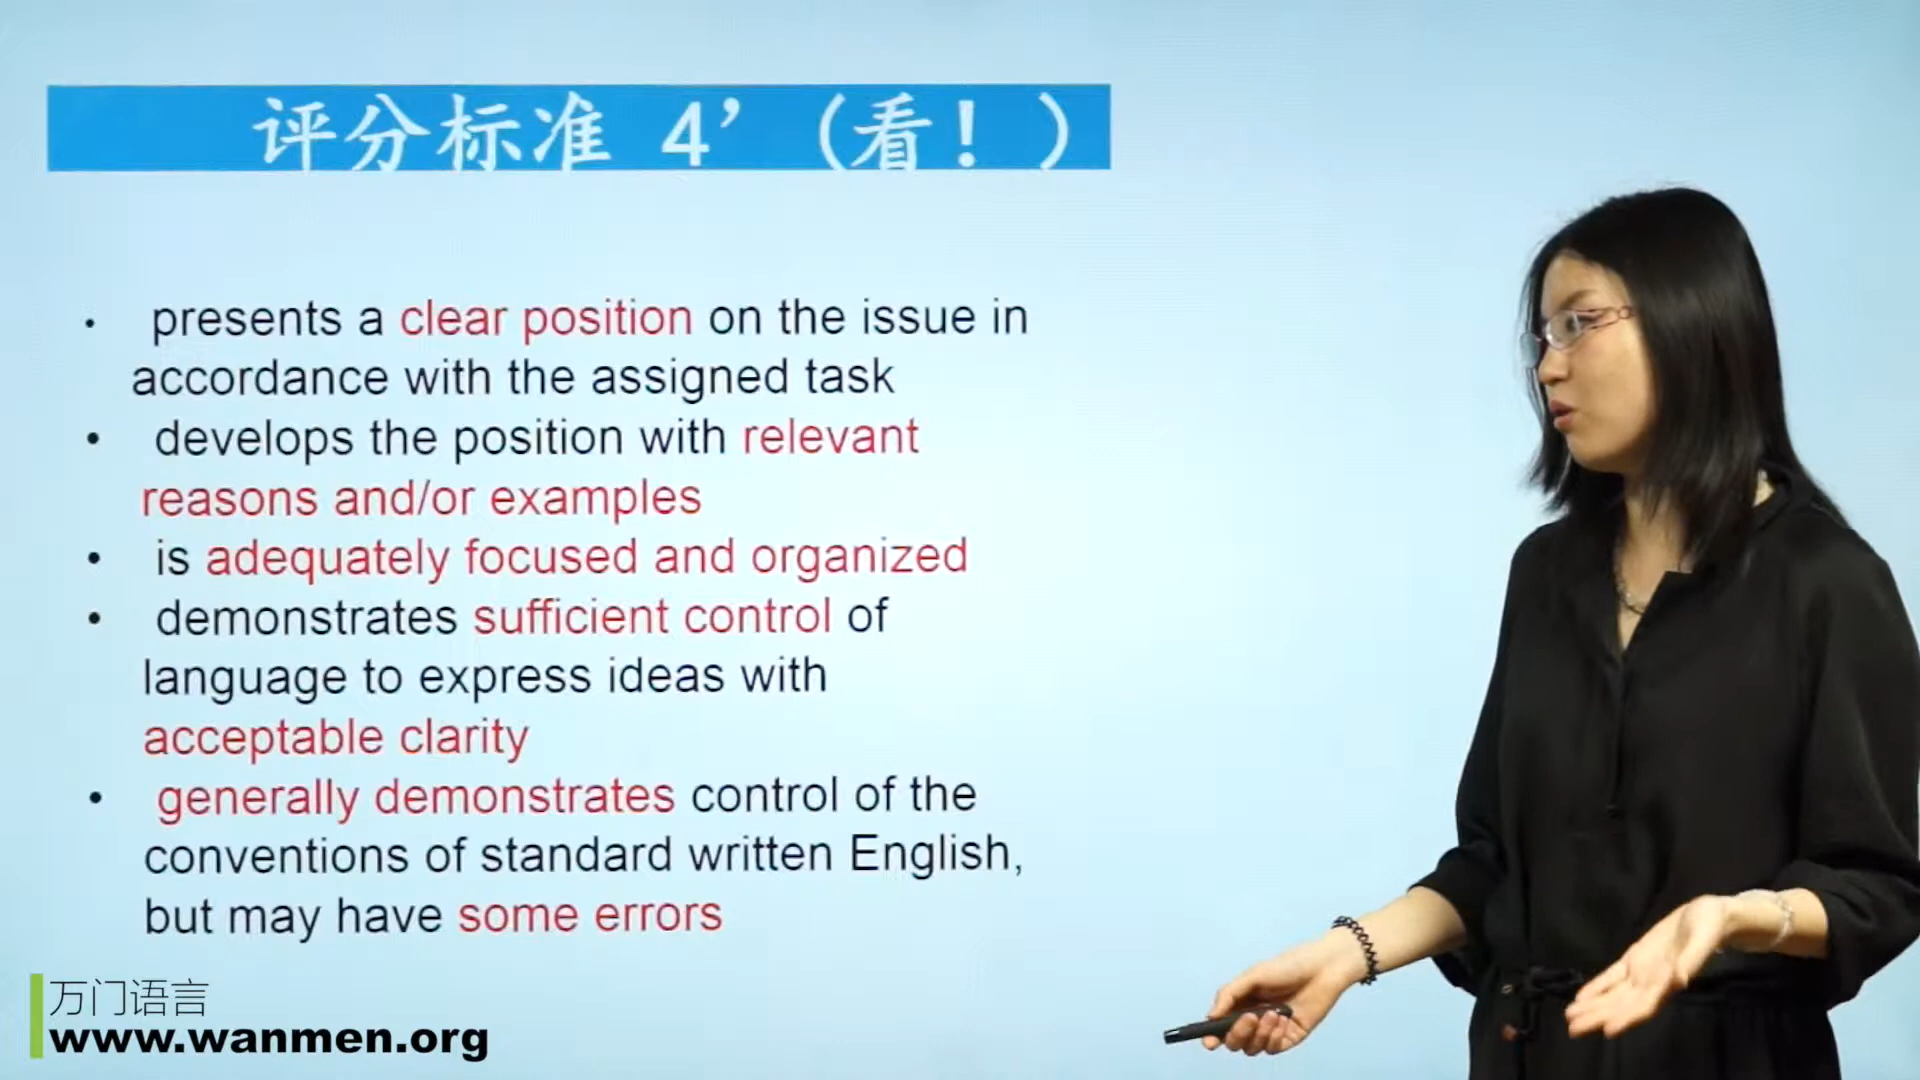 评分标准 4’（看！）
• presents a clear position on the issue in
accordance with the assigned task
• develops the position with relevant
reasons and/or examples
• is adequately focused and organized
• demonstrates sufficient control of
language to express ideas with
acceptable clarity
• generally demonstrates control of the
conventions of standard written English,
but may have some errors
万门语言
www.wanmen.org